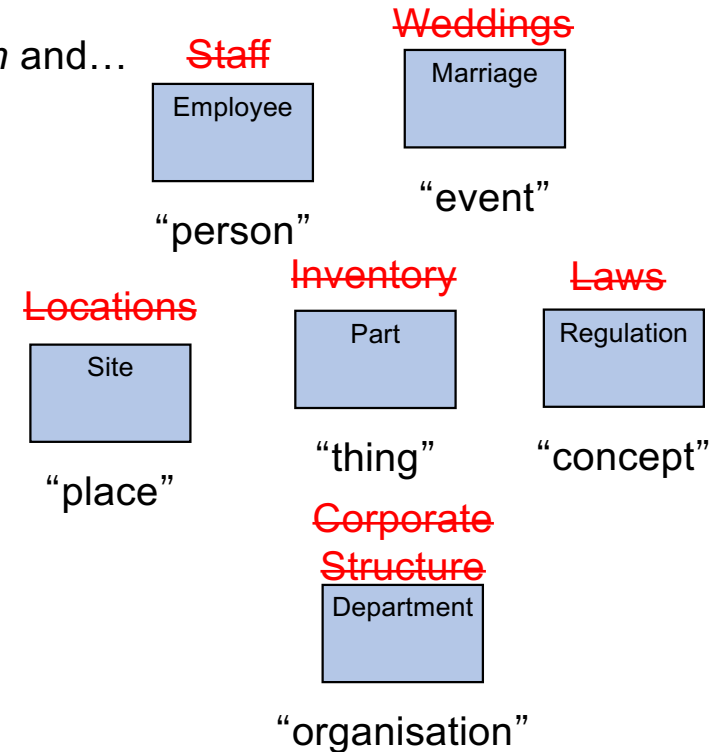 n and…
Staff
Employee
“person”
Weddings
Marriage
“event”
Locations
Site
“place”
Inventory
Part
“thing”
Laws
Regulation
“concept”
Corporate
Structure
Department
“organisation”